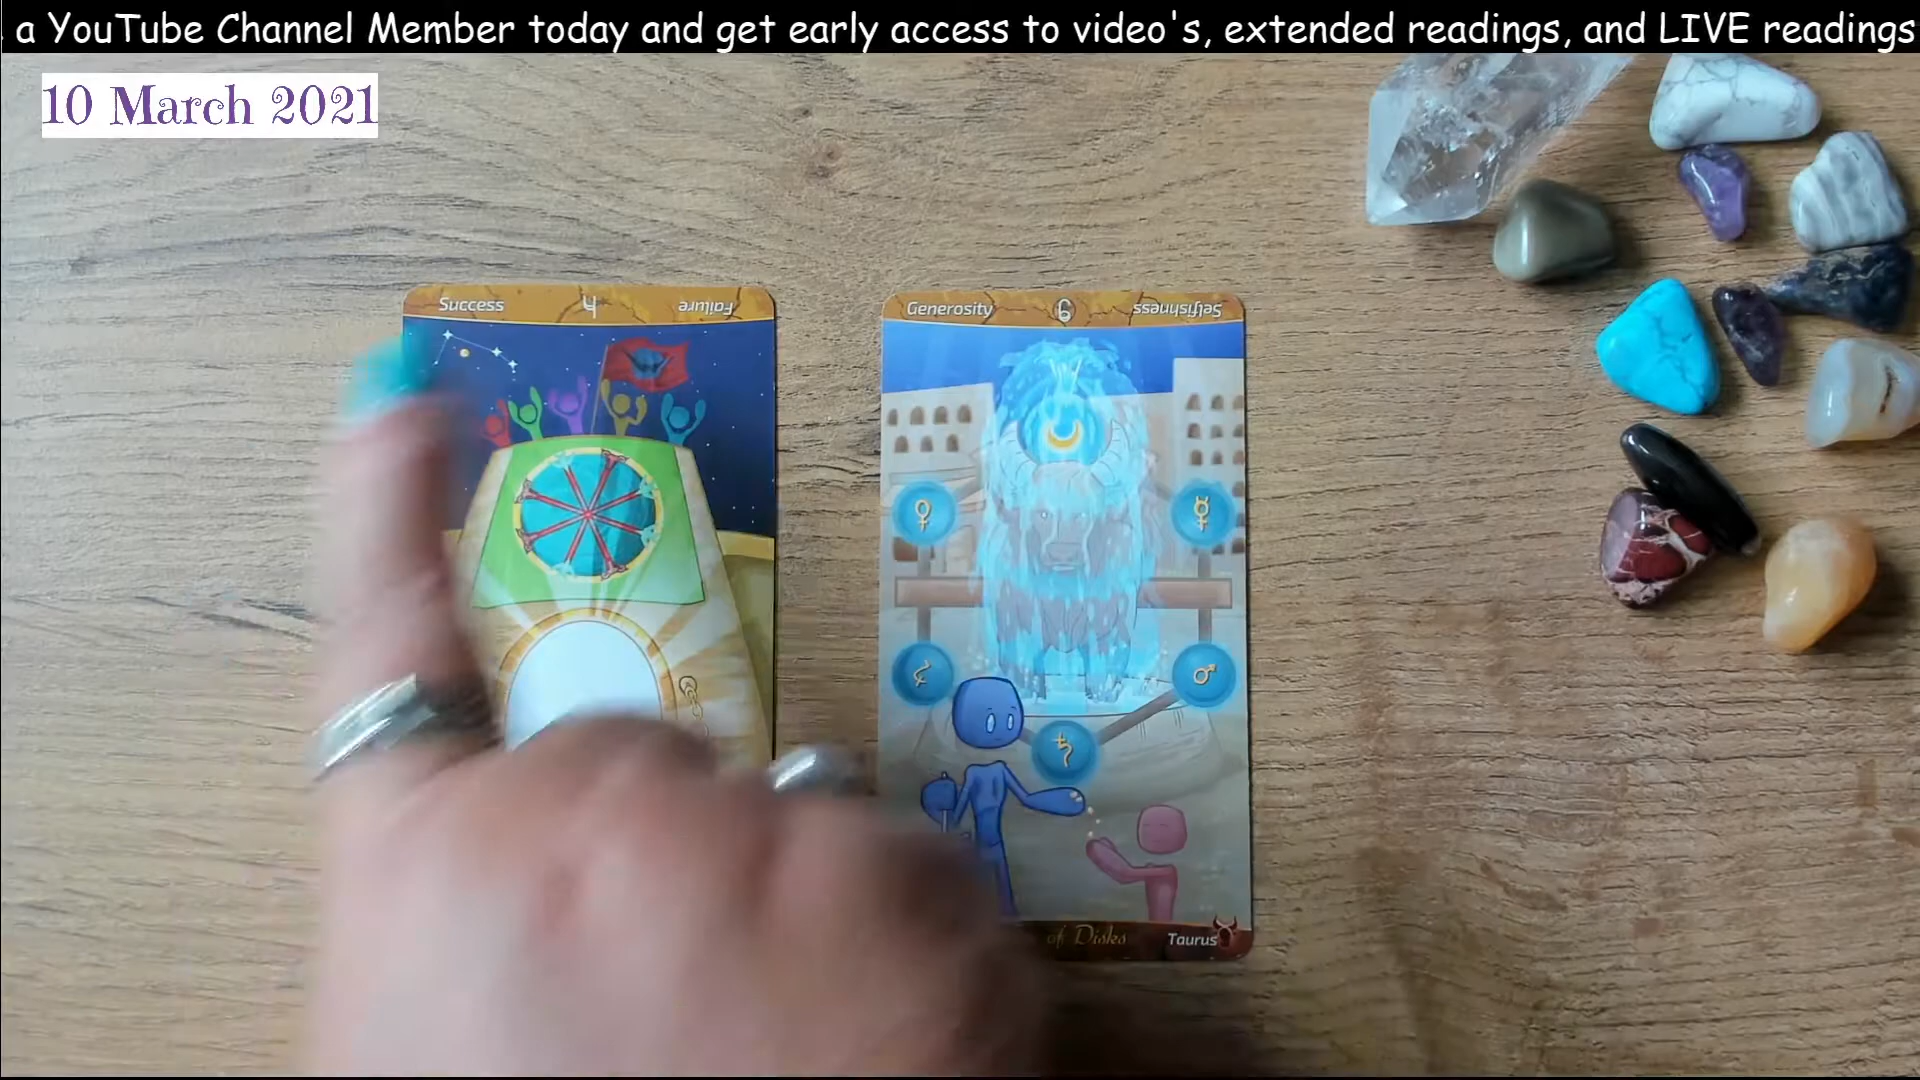 a YouTube Channel Member today and get early access to video's, extended readings, and LIVE readings
10 March 2021
Success
Failure
Generosity 6 Selfishness
of Disks Taurus